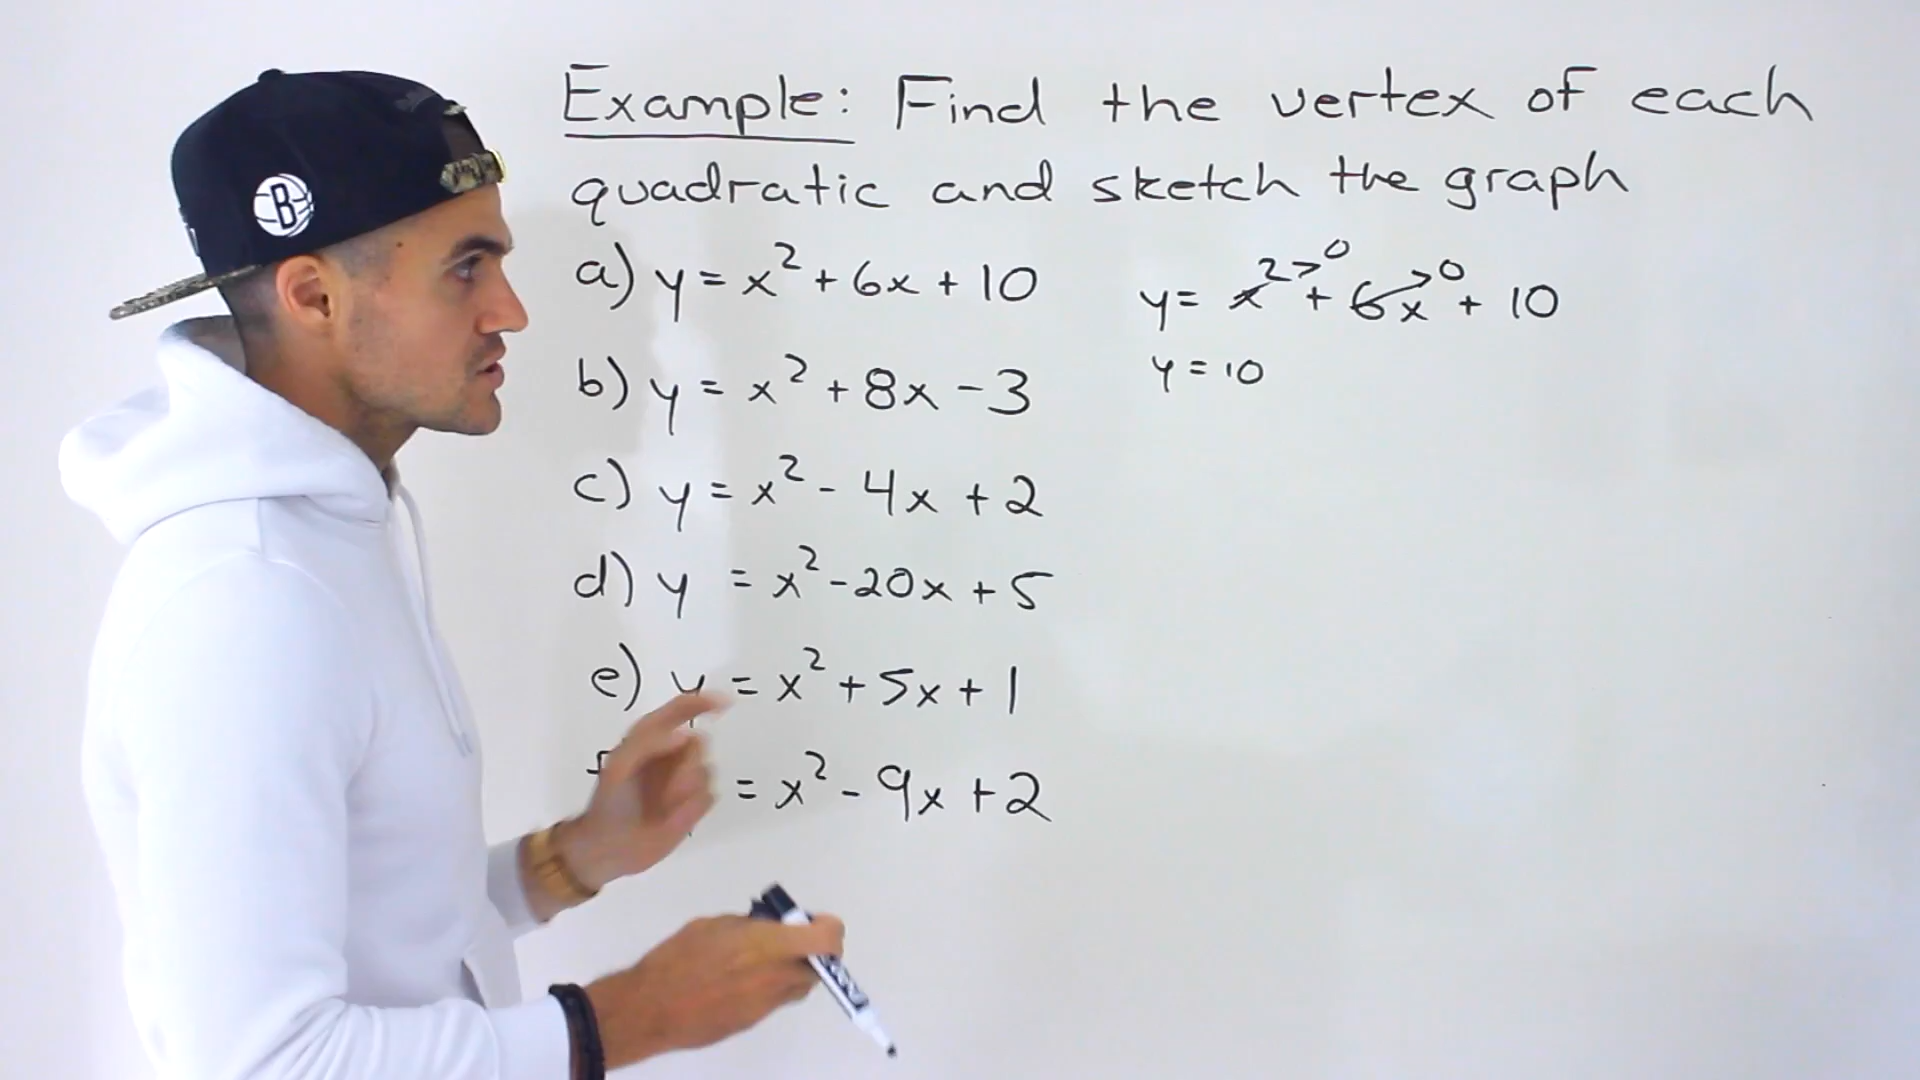 Example: Find the vertex of each
quadratic and sketch the graph
a) y = x² + 6x + 10
b) y = x² + 8x - 3
c) y = x² - 4x + 2
d) y = x² - 20x + 5
e) y = x² + 5x + 1
= x² - 9x + 2
y = x²→0 + 6x→0 + 10
y = 10
B